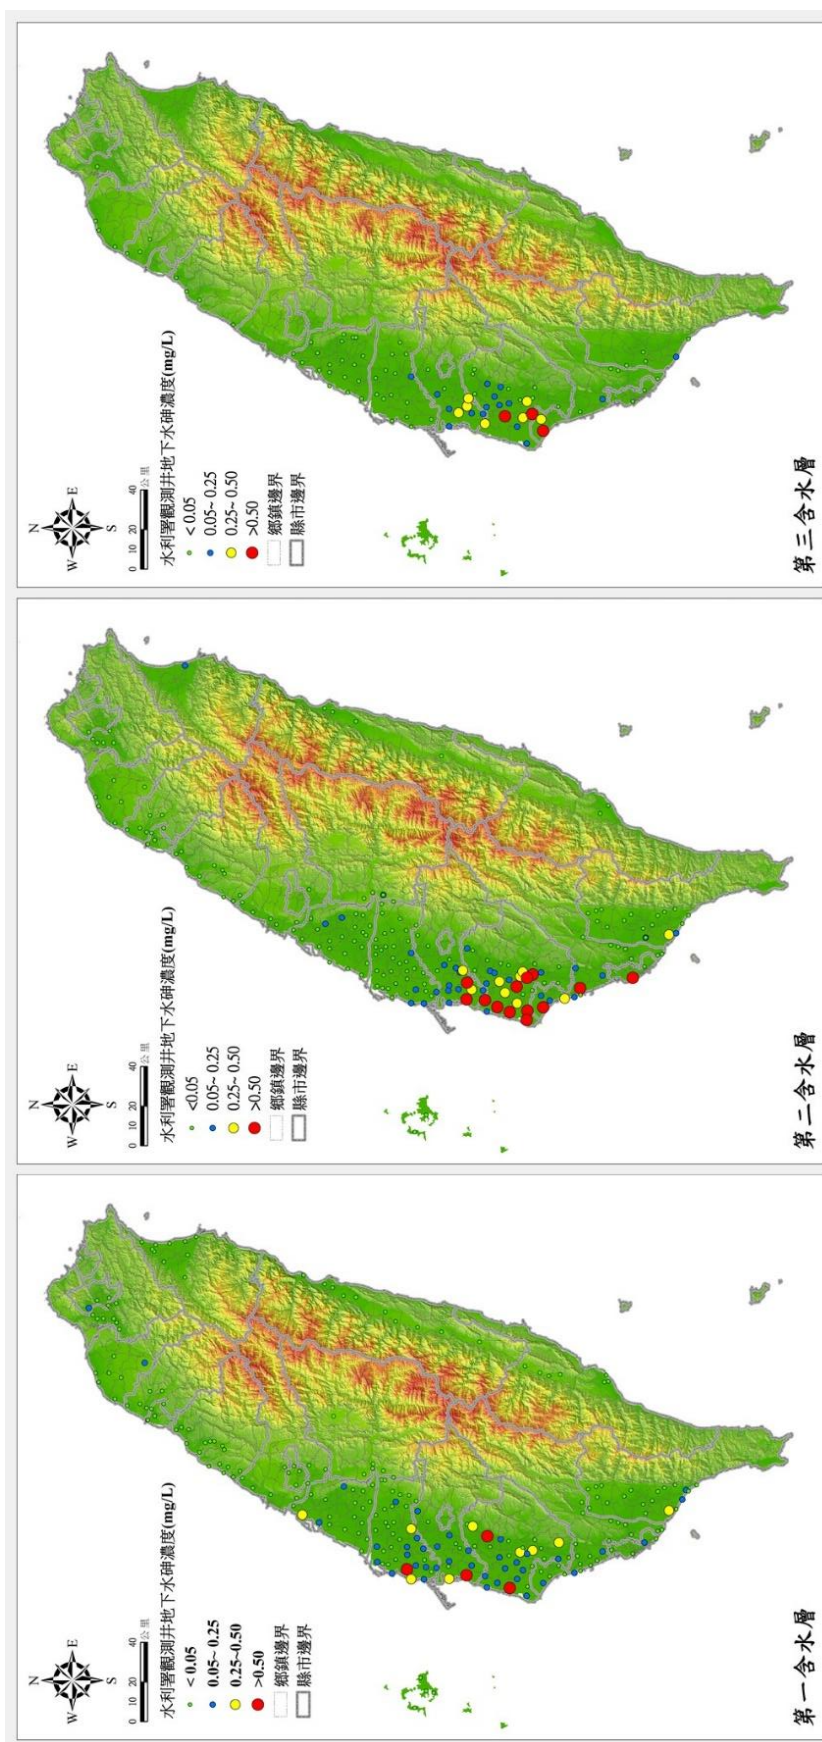 N
W E
S
0 10 20 40
公里
水利署觀測井地下水砷濃度(mg/L)
< 0.05
0.05~ 0.25
0.25~0.50
>0.50
鄉鎮邊界
縣市邊界
第一含水層
N
W E
S
0 10 20 40
公里
水利署觀測井地下水砷濃度(mg/L)
<0.05
0.05~ 0.25
0.25~ 0.50
>0.50
鄉鎮邊界
縣市邊界
第二含水層
N
W E
S
0 10 20 40
公里
水利署觀測井地下水砷濃度(mg/L)
< 0.05
0.05~ 0.25
0.25~ 0.50
>0.50
鄉鎮邊界
縣市邊界
第三含水層